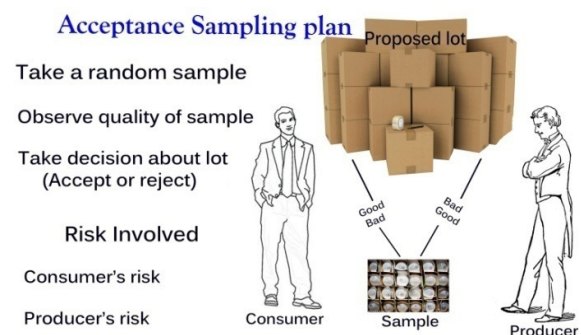 Acceptance Sampling plan
Proposed lot
Take a random sample
Observe quality of sample
Take decision about lot
(Accept or reject)
Good
Bad
Bad
Good
Risk Involved
Consumer's risk
Producer's risk
Consumer
Sample
Producer